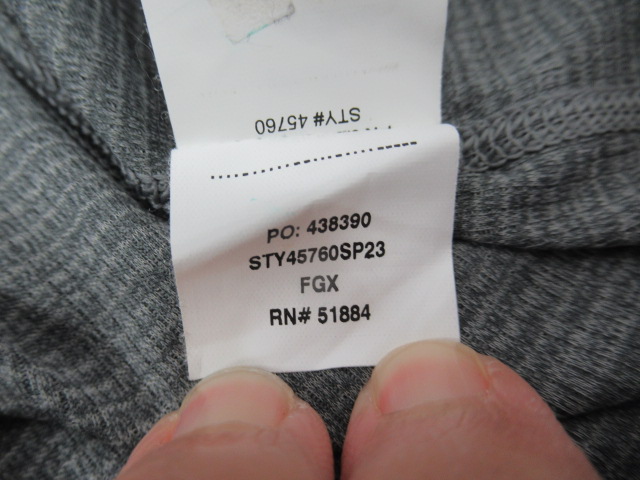 STY# 45760
PO: 438390
STY45760SP23
FGX
RN# 51884